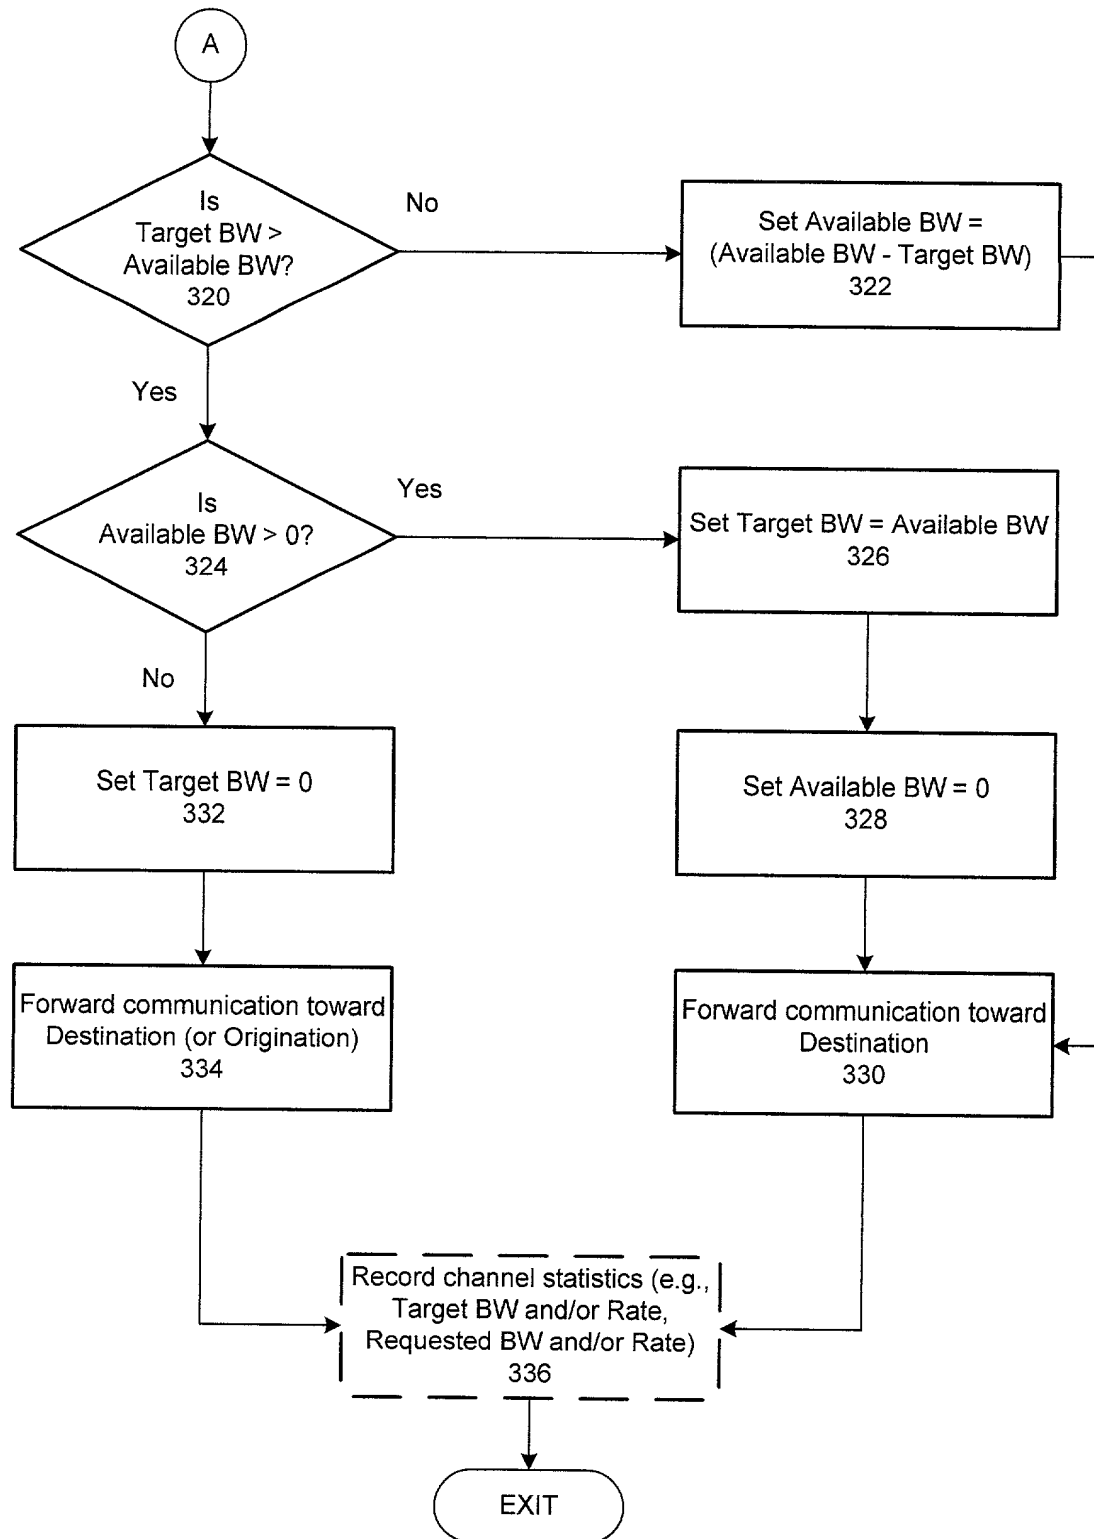 A
Is
Target BW >
Available BW?
320
No
Set Available BW =
(Available BW - Target BW)
322
Yes
Is
Available BW > 0?
324
Yes
Set Target BW = Available BW
326
No
Set Target BW = 0
332
Set Available BW = 0
328
Forward communication toward
Destination (or Origination)
334
Forward communication toward
Destination
330
Record channel statistics (e.g.,
Target BW and/or Rate,
Requested BW and/or Rate)
336
EXIT